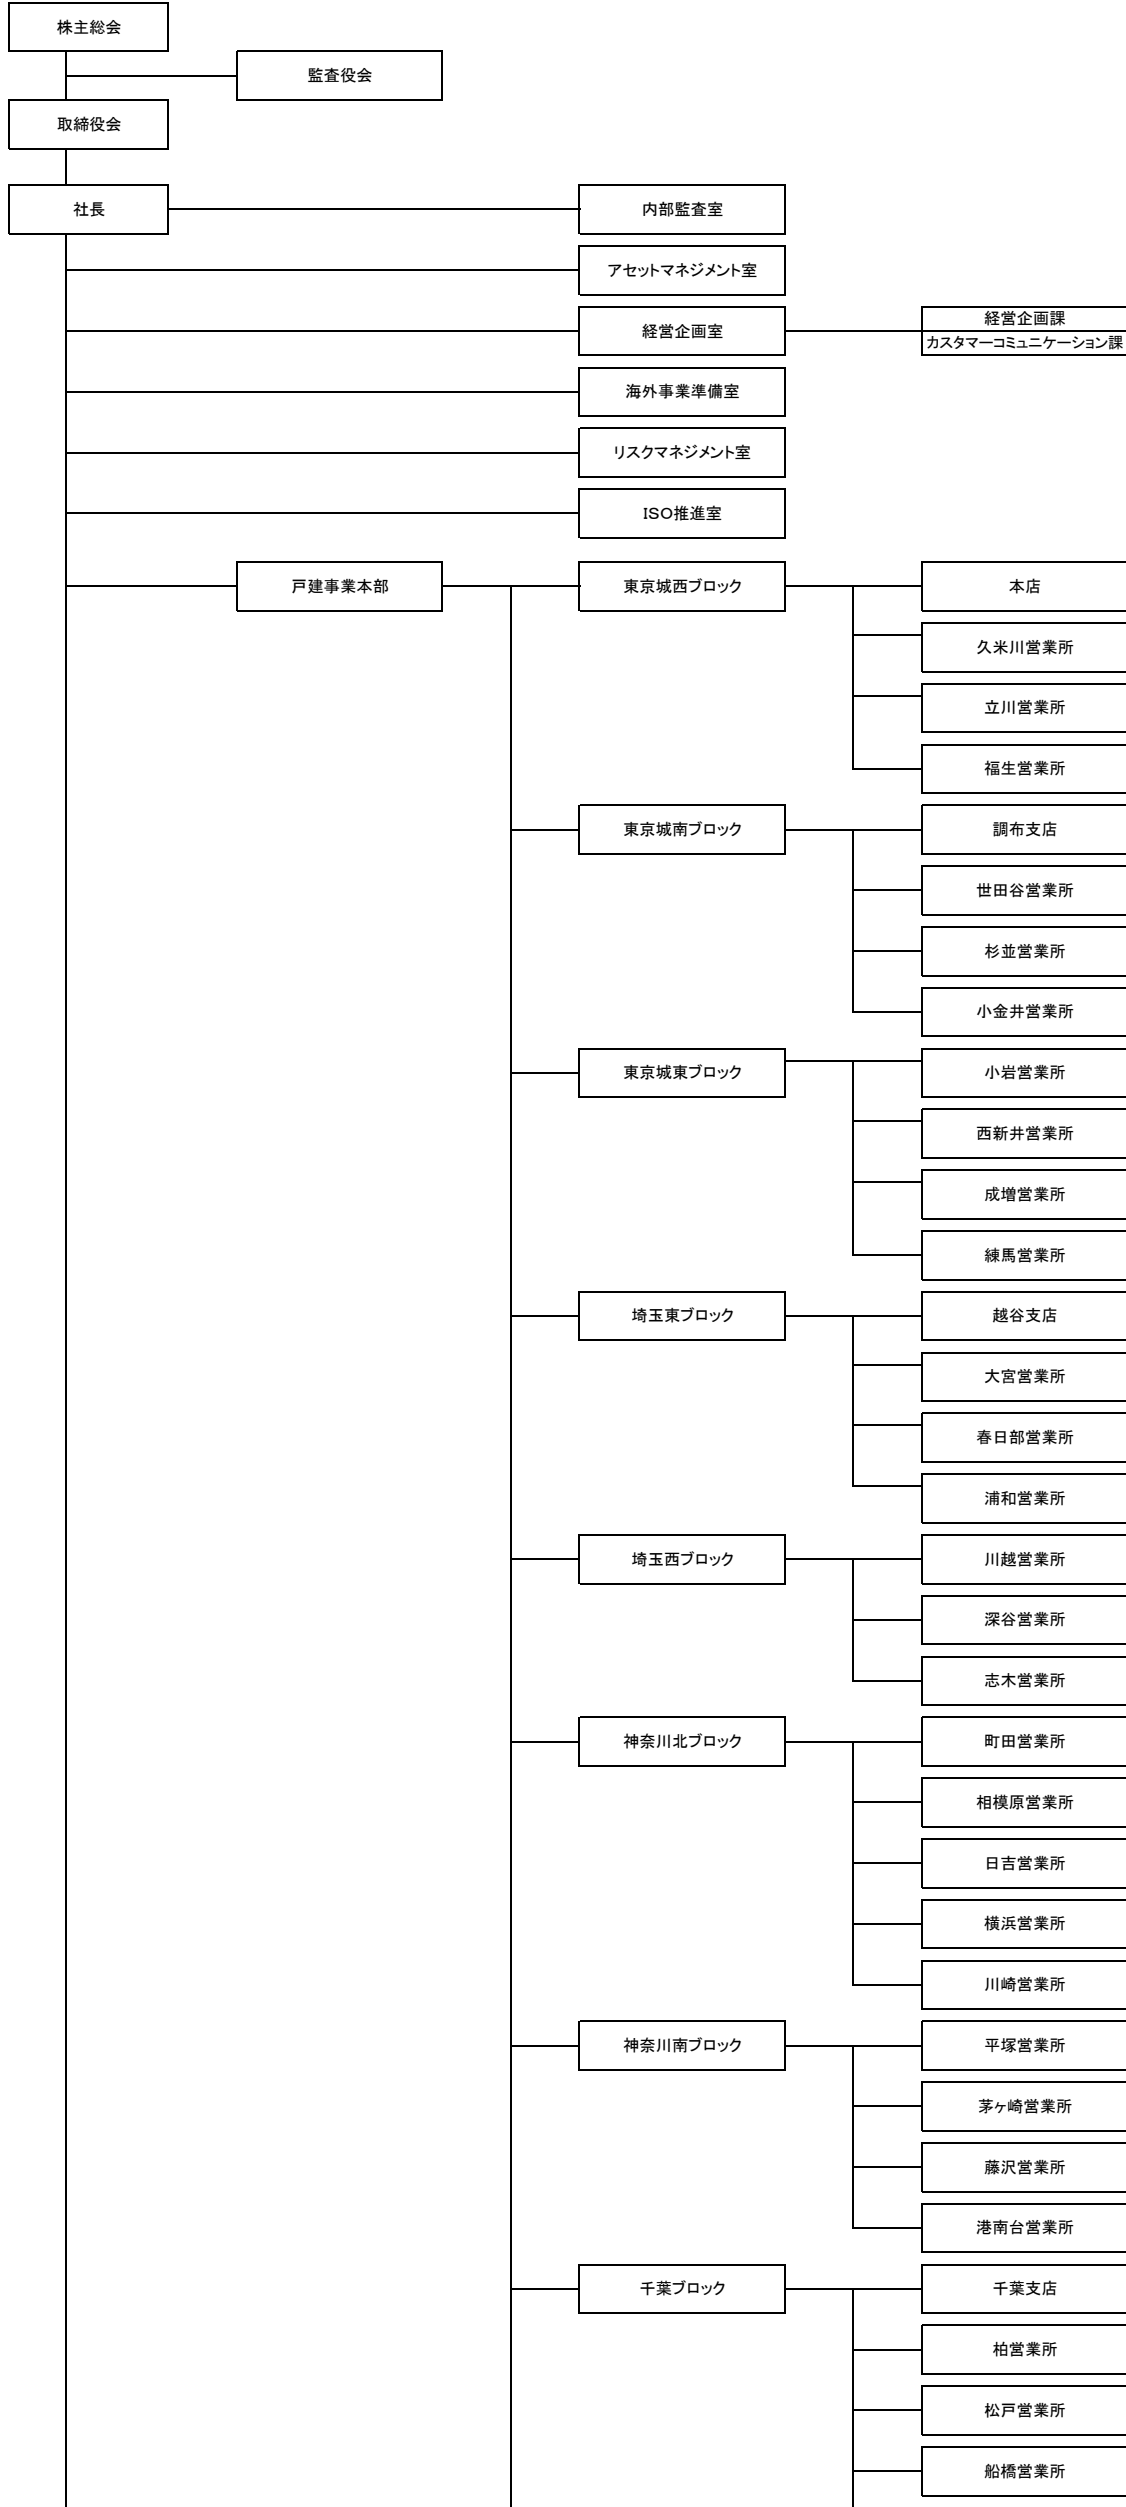 株主総会
監査役会
取締役会
社長
内部監査室
アセットマネジメント室
経営企画室
経営企画課
カスタマーコミュニケーション課
海外事業準備室
リスクマネジメント室
ISO推進室
戸建事業本部
東京城西ブロック
本店
久米川営業所
立川営業所
福生営業所
東京城南ブロック
調布支店
世田谷営業所
杉並営業所
小金井営業所
東京城東ブロック
小岩営業所
西新井営業所
成増営業所
練馬営業所
埼玉東ブロック
越谷支店
大宮営業所
春日部営業所
浦和営業所
埼玉西ブロック
川越営業所
深谷営業所
志木営業所
神奈川北ブロック
町田営業所
相模原営業所
日吉営業所
横浜営業所
川崎営業所
神奈川南ブロック
平塚営業所
茅ヶ崎営業所
藤沢営業所
港南台営業所
千葉ブロック
千葉支店
柏営業所
松戸営業所
船橋営業所